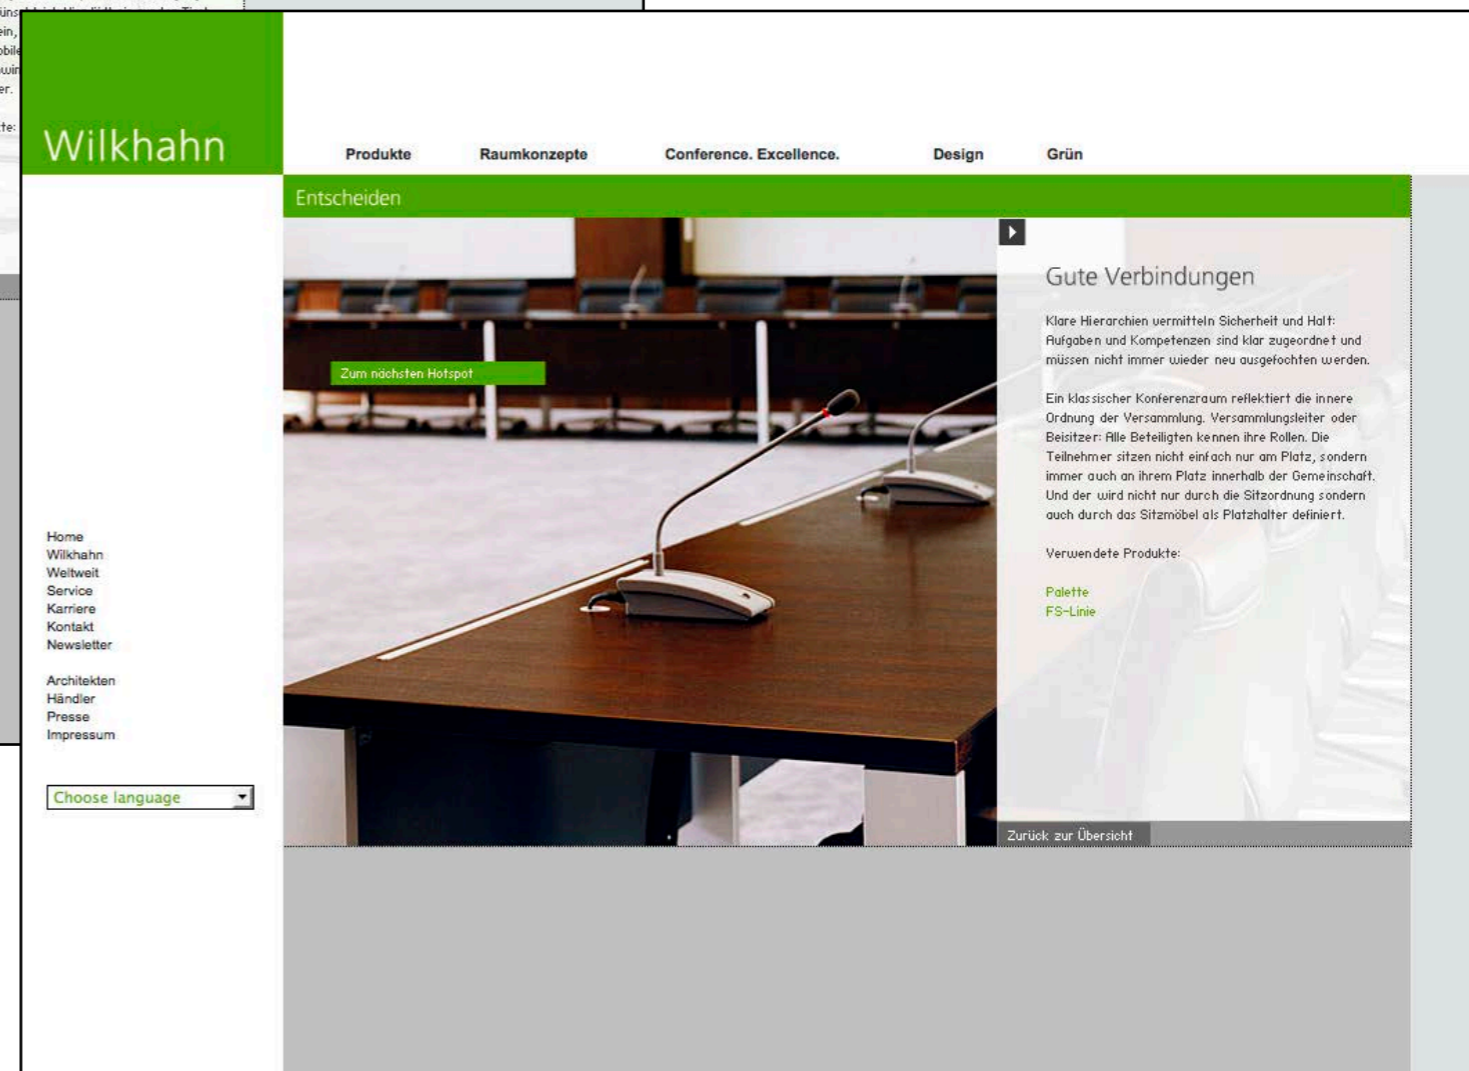 Wilkhahn
Produkte Raumkonzepte Conference. Excellence. Design Grün
Entscheiden
Zum nächsten Hotspot
Gute Verbindungen
Klare Hierarchien vermitteln Sicherheit und Halt:
Aufgaben und Kompetenzen sind klar zugeordnet und
müssen nicht immer wieder neu ausgefochten werden.
Ein klassischer Konferenzraum reflektiert die innere
Ordnung der Versammlung. Versammlungsleiter oder
Beisitzer: Alle Beteiligten kennen ihre Rollen. Die
Teilnehmer sitzen nicht einfach nur am Platz, sondern
immer auch an ihrem Platz innerhalb der Gemeinschaft.
Und der wird nicht nur durch die Sitzordnung sondern
auch durch das Sitzmöbel als Platzhalter definiert.
Verwendete Produkte:
Palette
FS-Linie
Zurück zur Übersicht
Home
Wilkhahn
Weltweit
Service
Karriere
Kontakt
Newsletter
Architekten
Händler
Presse
Impressum
Choose language